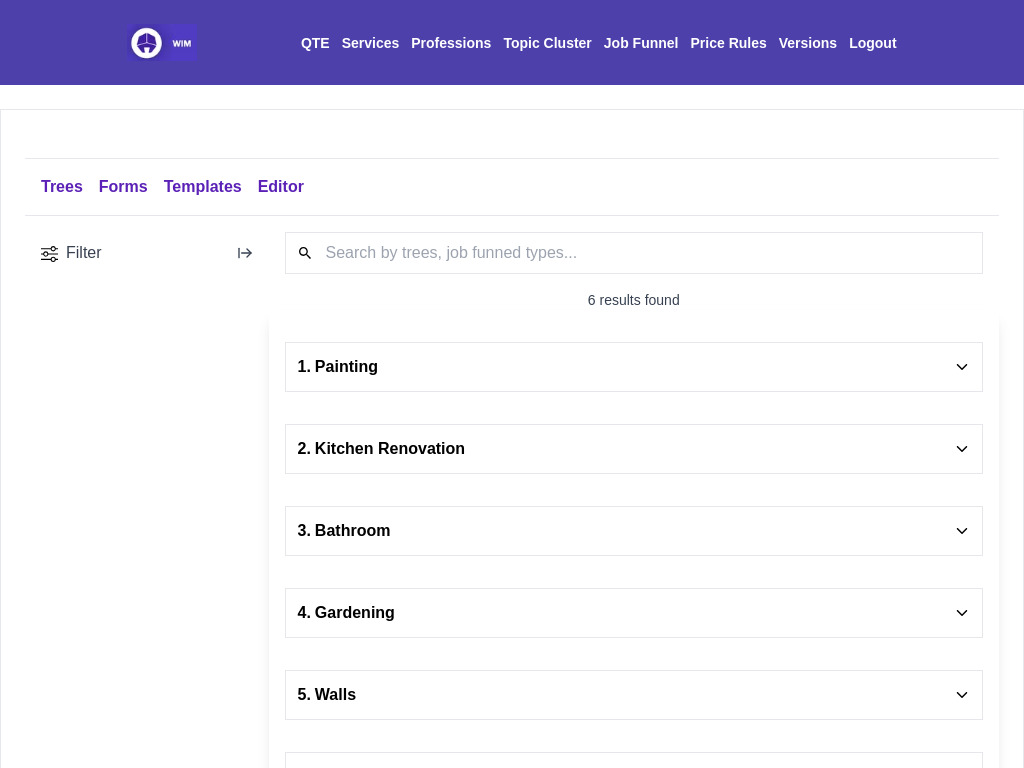 WIM
QTE Services Professions Topic Cluster Job Funnel Price Rules Versions Logout
Trees Forms Templates Editor
Filter
Search by trees, job funned types...
6 results found
1. Painting
2. Kitchen Renovation
3. Bathroom
4. Gardening
5. Walls